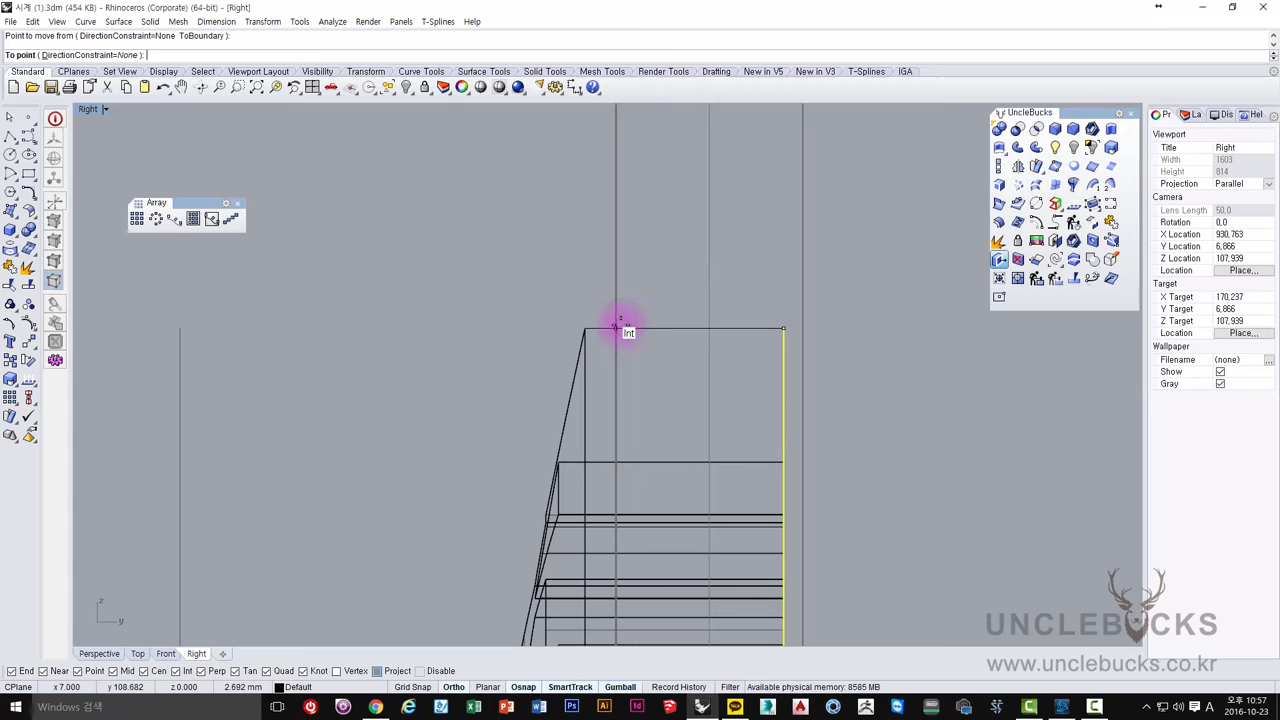 시계 (1).3dm (454 KB) - Rhinoceros (Corporate) (64-bit) - [Right]
File Edit View Curve Surface Solid Mesh Dimension Transform Tools Analyze Render Panels T-Splines Help
Point to move from ( DirectionConstraint=None ToBoundary ):
To point ( DirectionConstraint=None ):
Standard CPlanes Set View Display Select Viewport Layout Visibility Transform Curve Tools Surface Tools Solid Tools Mesh Tools Render Tools Drafting New in V5 New in V3 T-Splines IGA
Right
UncleBucks
Pr La Dis Hel
Viewport
Title Right
Width 1603
Height 814
Projection Parallel
Camera
Lens Length 50.0
Rotation 0,0
X Location 930,763
Y Location 6,866
Z Location 107,939
Location Place...
Target
X Target 170,237
Y Target 6,866
Z Target 107,939
Location Place...
Wallpaper
Filename (none) ...
Show
Gray
Array
Int
z
y
UNCLEBUCKS
www.unclebucks.co.kr
Perspective Top Front Right
End Near Point Mid Cen Int Perp Tan Quad Knot Vertex Project Disable
CPlane x 7.000 y 108.682 z 0.000 2.692 mm Default Grid Snap Ortho Planar Osnap SmartTrack Gumball Record History Filter Available physical memory: 8585 MB
Windows 검색
A 오전 10:57
2016-10-23